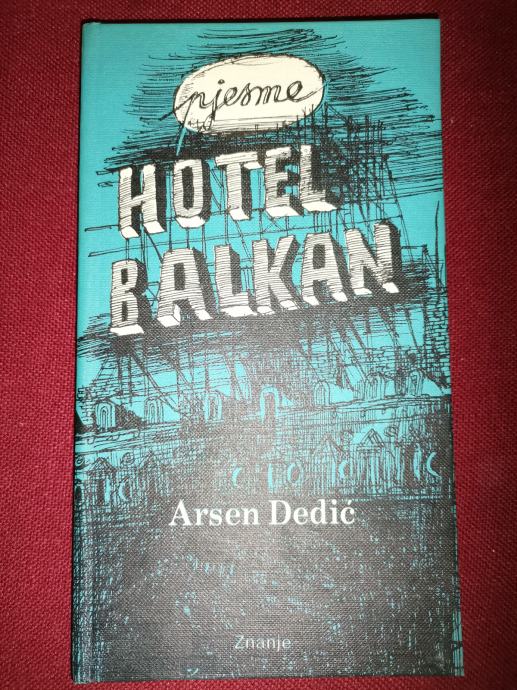 pjesme
HOTEL
BALKAN
Arsen Dedić
Znanje